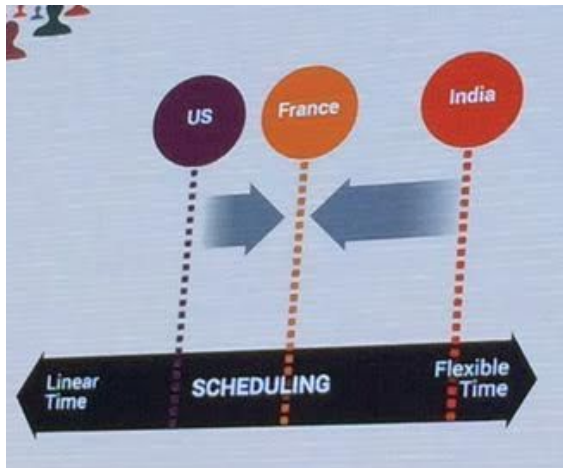 US
France
India
Linear
Time
SCHEDULING
Flexible
Time